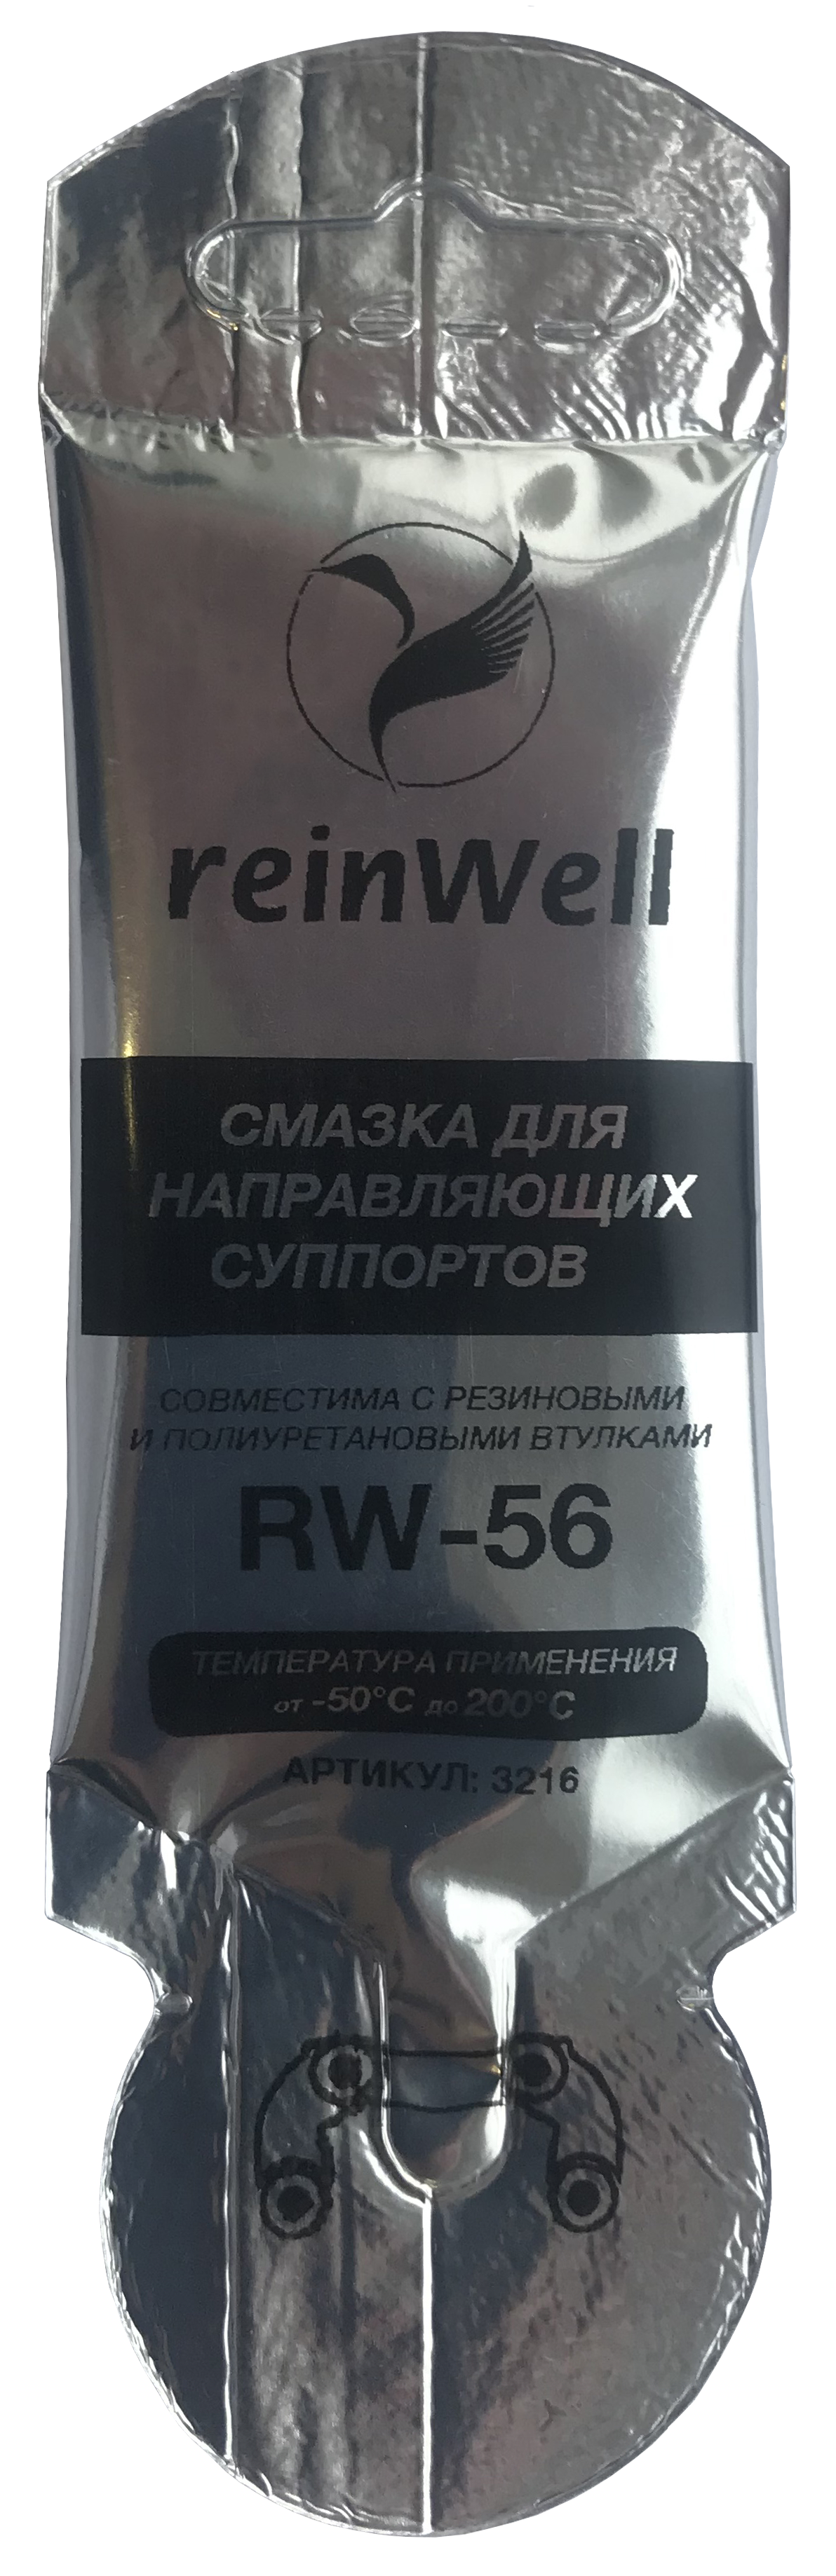 reinWell
СМАЗКА ДЛЯ
НАПРАВЛЯЮЩИХ
СУППОРТОВ
СОВМЕСТИМА С РЕЗИНОВЫМИ
И ПОЛИУРЕТАНОВЫМИ ВТУЛКАМИ
RW-56
ТЕМПЕРАТУРА ПРИМЕНЕНИЯ
от -50°C до 200°C
АРТИКУЛ: 3216